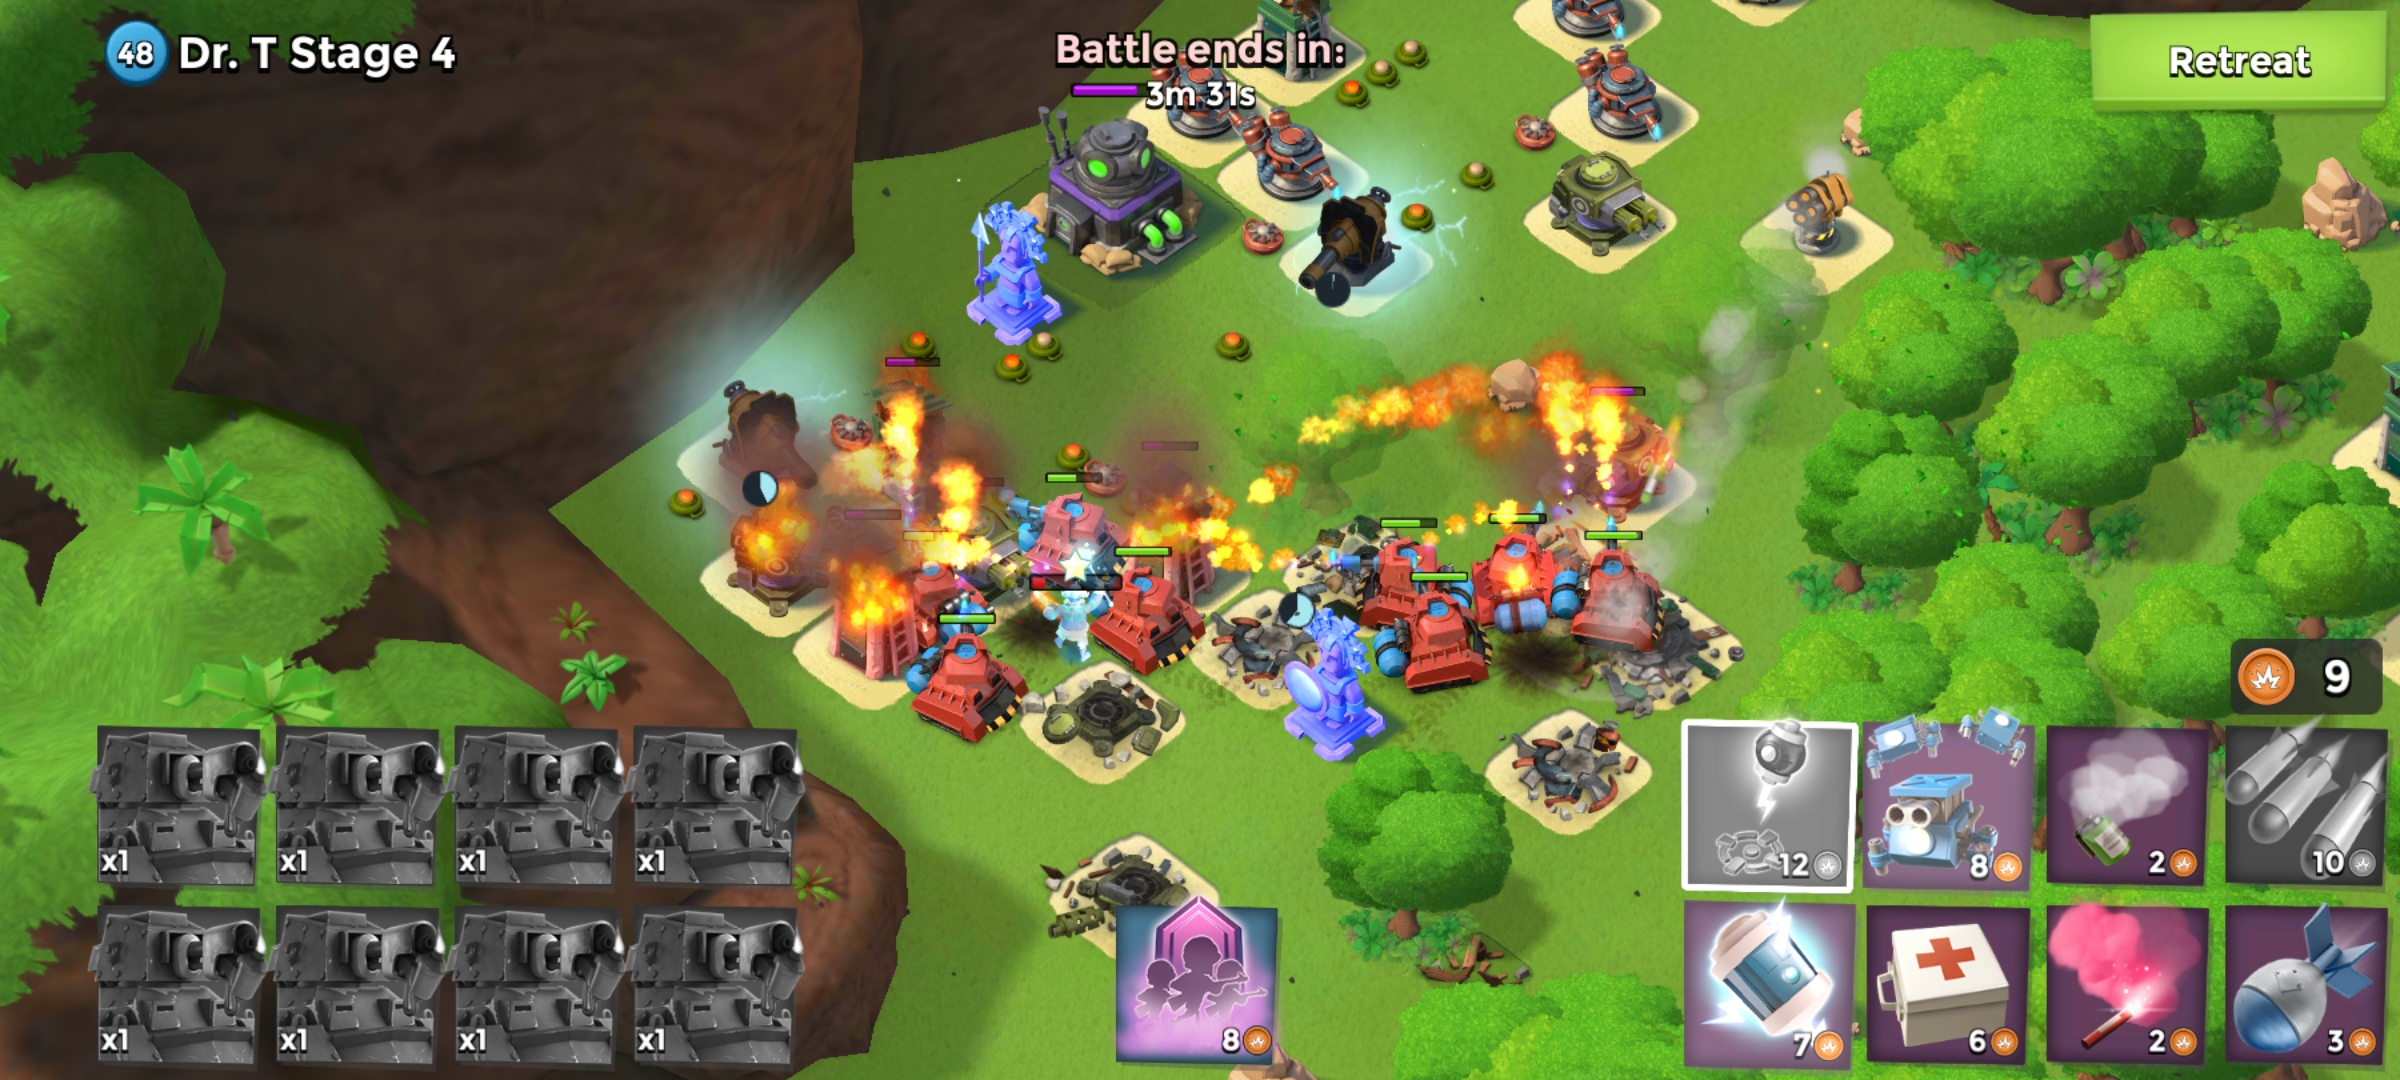 48 Dr. T Stage 4
Battle ends in:
3m 31s
Retreat
9
x1 x1 x1 x1
12 8 2 10
x1 x1 x1 x1
8
7 6 2 3